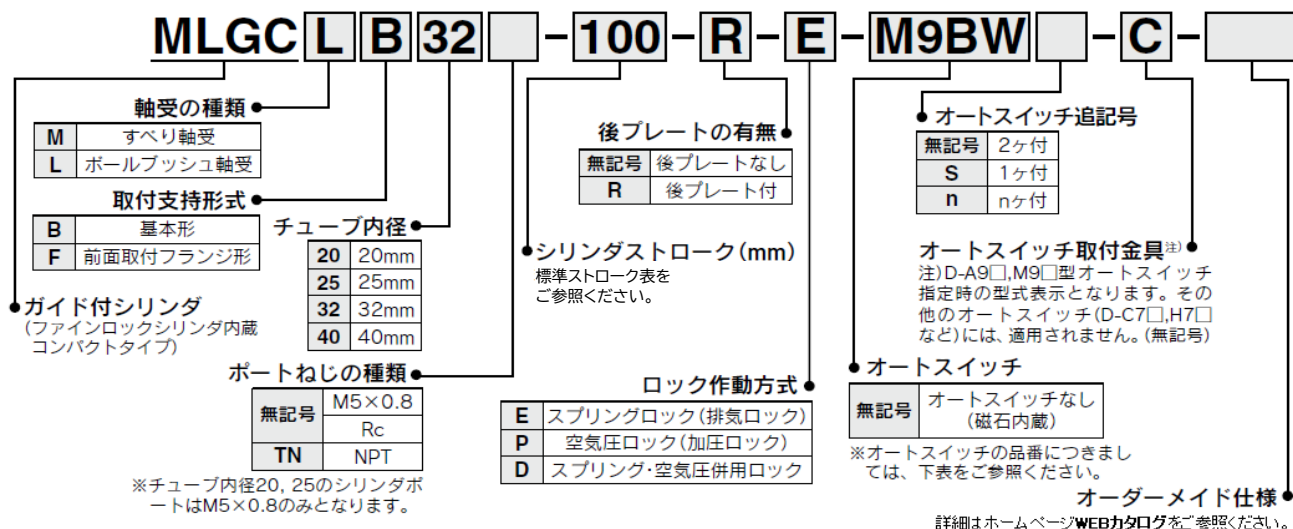 MLGC L B 32 -100-R-E-M9BW -C-
軸受の種類
M すべり軸受
L ボールブッシュ軸受
取付支持形式
B 基本形
F 前面取付フランジ形
ガイド付シリンダ
(ファインロックシリンダ内蔵
コンパクトタイプ)
チューブ内径
20 20mm
25 25mm
32 32mm
40 40mm
ポートねじの種類
無記号 M5×0.8
Rc
TN NPT
※チューブ内径20, 25のシリンダポ
ートはM5×0.8のみとなります。
シリンダストローク(mm)
標準ストローク表を
ご参照ください。
後プレートの有無
無記号 後プレートなし
R 後プレート付
ロック作動方式
E スプリングロック(排気ロック)
P 空気圧ロック(加圧ロック)
D スプリング・空気圧併用ロック
オートスイッチ追記号
無記号 2ヶ付
S 1ヶ付
n nヶ付
オートスイッチ取付金具注)
注)D-A9□,M9□型オートスイッチ
指定時の型式表示となります。その
他のオートスイッチ(D-C7□,H7□
など)には、適用されません。(無記号)
オートスイッチ
無記号 オートスイッチなし
(磁石内蔵)
※オートスイッチの品番につきまし
ては、下表をご参照ください。
オーダーメイド仕様
詳細はホームページWEBカタログをご参照ください。